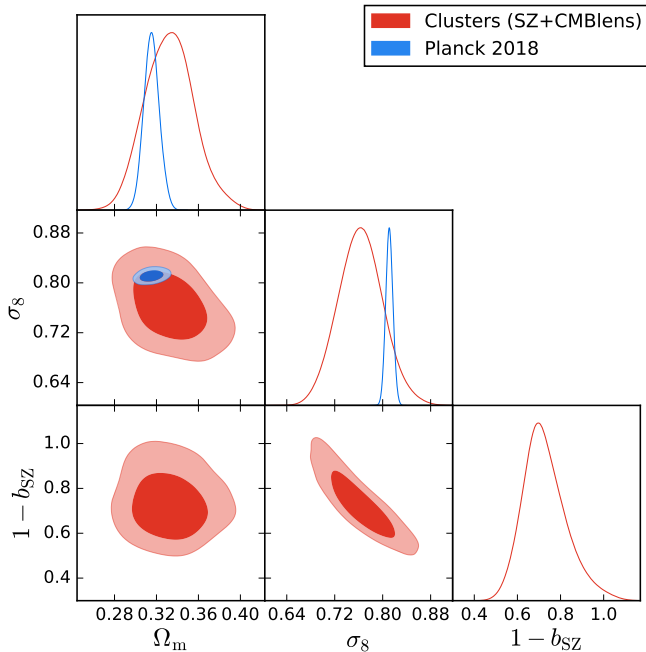 Clusters (SZ+CMBlens)
Planck 2018
0.88
0.80
0.72
0.64
σ8
1.0
0.8
0.6
0.4
1 − bSZ
0.28 0.32 0.36 0.40
0.64 0.72 0.80 0.88
0.4 0.6 0.8 1.0
Ωm
σ8
1 − bSZ